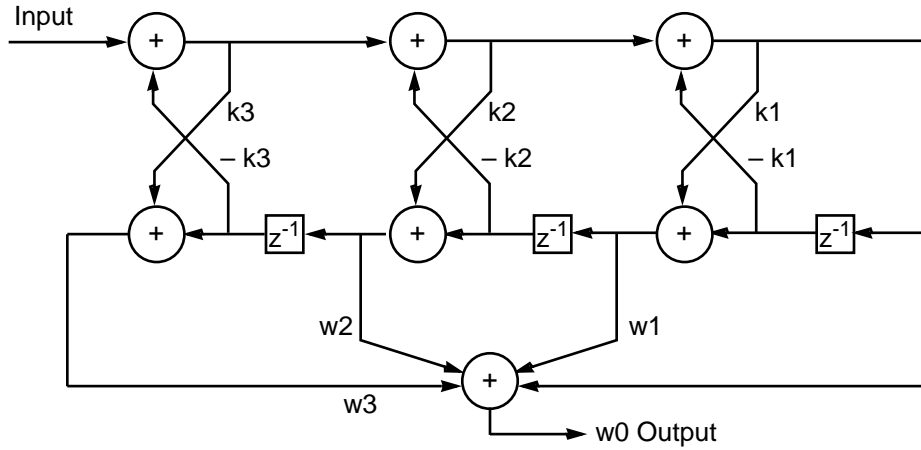 Input
+ + +
k3 k2 k1
– k3 – k2 – k1
+ z-1 + z-1 + z-1
w2 w1
+
w3
w0 Output